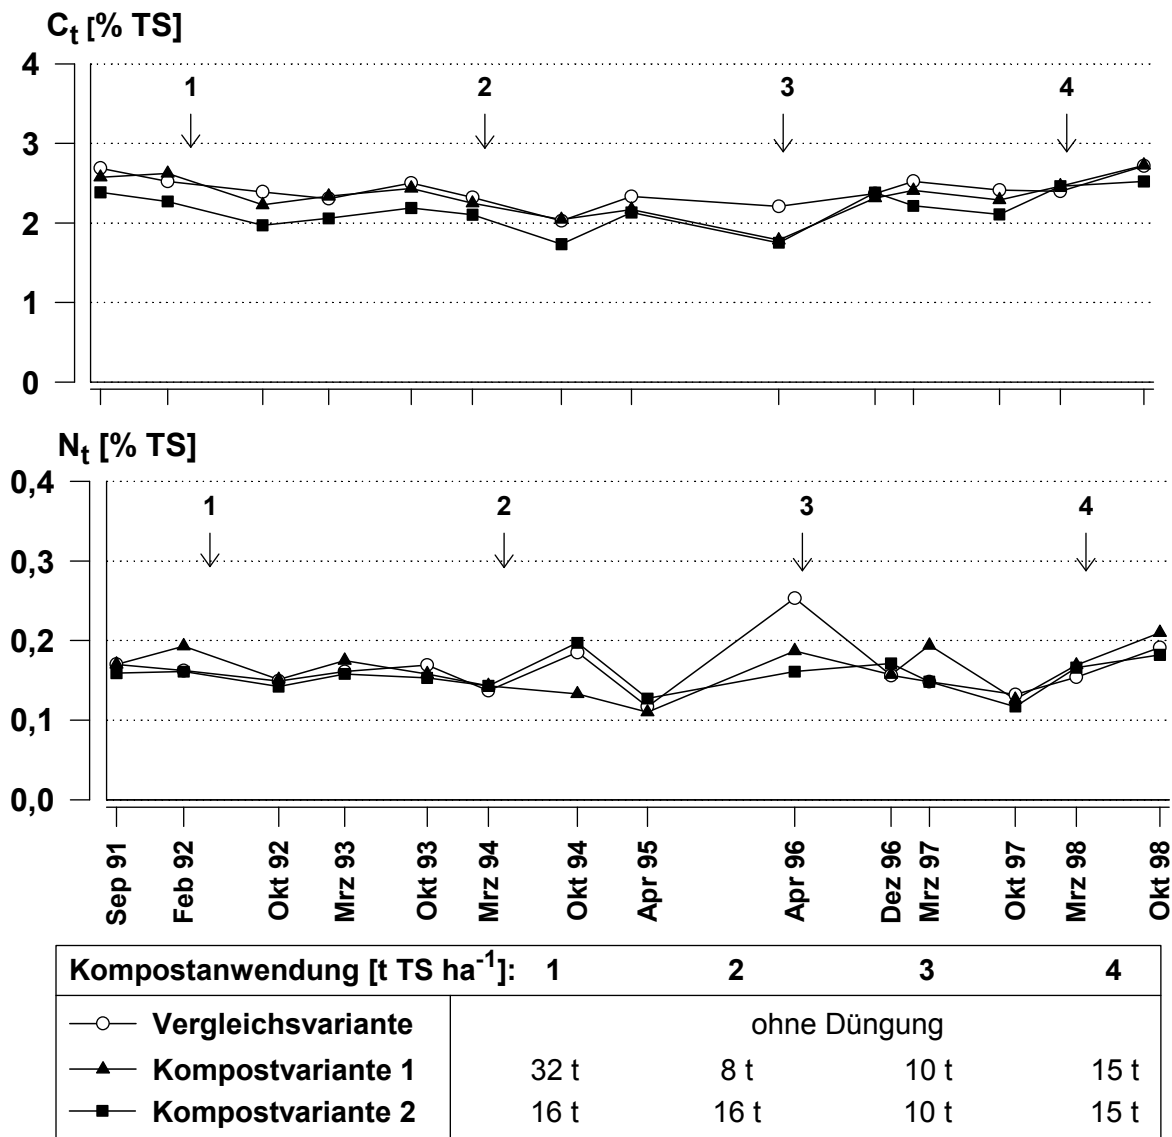 C_t [% TS]
4
1 2 3 4
3
2
1
0
N_t [% TS]
0,4
1 2 3 4
0,3
0,2
0,1
0,0
Sep 91 Feb 92 Okt 92 Mrz 93 Okt 93 Mrz 94 Okt 94 Apr 95 Apr 96 Dez 96 Mrz 97 Okt 97 Mrz 98 Okt 98
Kompostanwendung [t TS ha⁻¹]: 1 2 3 4
Vergleichsvariante ohne Düngung
Kompostvariante 1 32 t 8 t 10 t 15 t
Kompostvariante 2 16 t 16 t 10 t 15 t